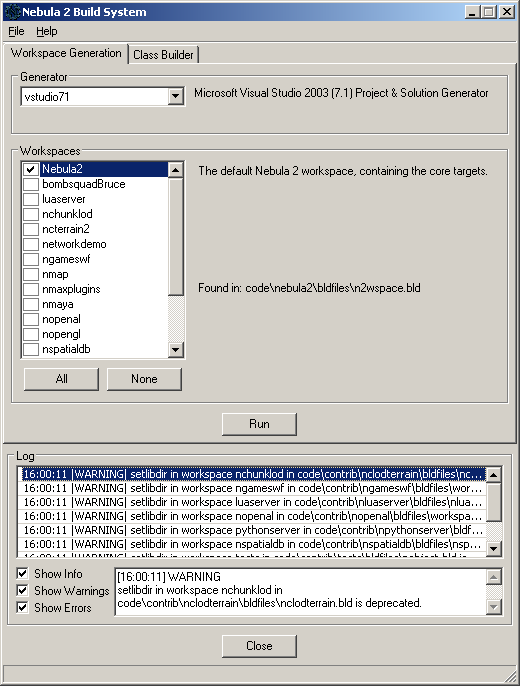 Nebula 2 Build System
File Help
Workspace Generation Class Builder
Generator
vstudio71 Microsoft Visual Studio 2003 (7.1) Project & Solution Generator
Workspaces
Nebula2
The default Nebula 2 workspace, containing the core targets.
bombsquadBruce
luaserver
nchunklod
ncterrain2
networkdemo
ngameswf
nmap
Found in: code\nebula2\bldfiles\n2wspace.bld
nmaxplugins
nmaya
nopenal
nopengl
nspatialdb
All None
Run
Log
16:00:11 |WARNING| setlibdir in workspace nchunklod in code\contrib\nclodterrain\bldfiles\nc...
16:00:11 |WARNING| setlibdir in workspace ngameswf in code\contrib\ngameswf\bldfiles\wor...
16:00:11 |WARNING| setlibdir in workspace luaserver in code\contrib\nluaserver\bldfiles\nlua...
16:00:11 |WARNING| setlibdir in workspace nopenal in code\contrib\nopenal\bldfiles\workspa...
16:00:11 |WARNING| setlibdir in workspace pythonserver in code\contrib\npythonserver\bldf...
16:00:11 |WARNING| setlibdir in workspace nspatialdb in code\contrib\nspatialdb\bldfiles\nsp...
Show Info
Show Warnings
Show Errors
[16:00:11] WARNING
setlibdir in workspace nchunklod in
code\contrib\nclodterrain\bldfiles\nclodterrain.bld is deprecated.
Close